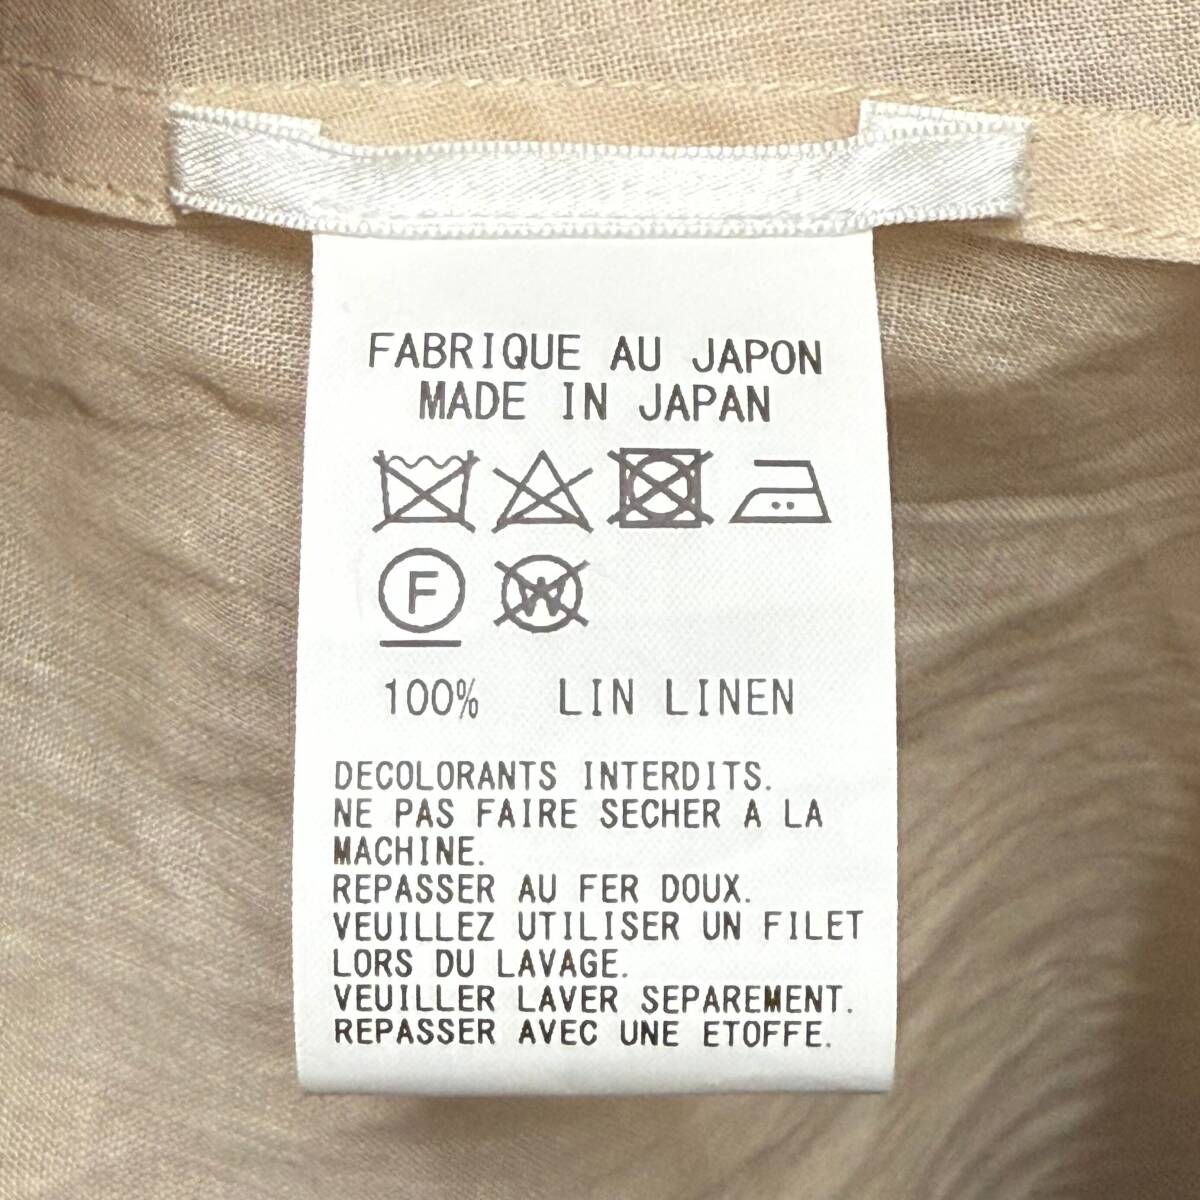 FABRIQUE AU JAPON
MADE IN JAPAN
F W
100% LIN LINEN
DECOLORANTS INTERDITS.
NE PAS FAIRE SECHER A LA
MACHINE.
REPASSER AU FER DOUX.
VEUILLEZ UTILISER UN FILET
LORS DU LAVAGE.
VEUILLER LAVER SEPAREMENT.
REPASSER AVEC UNE ETOFFE.